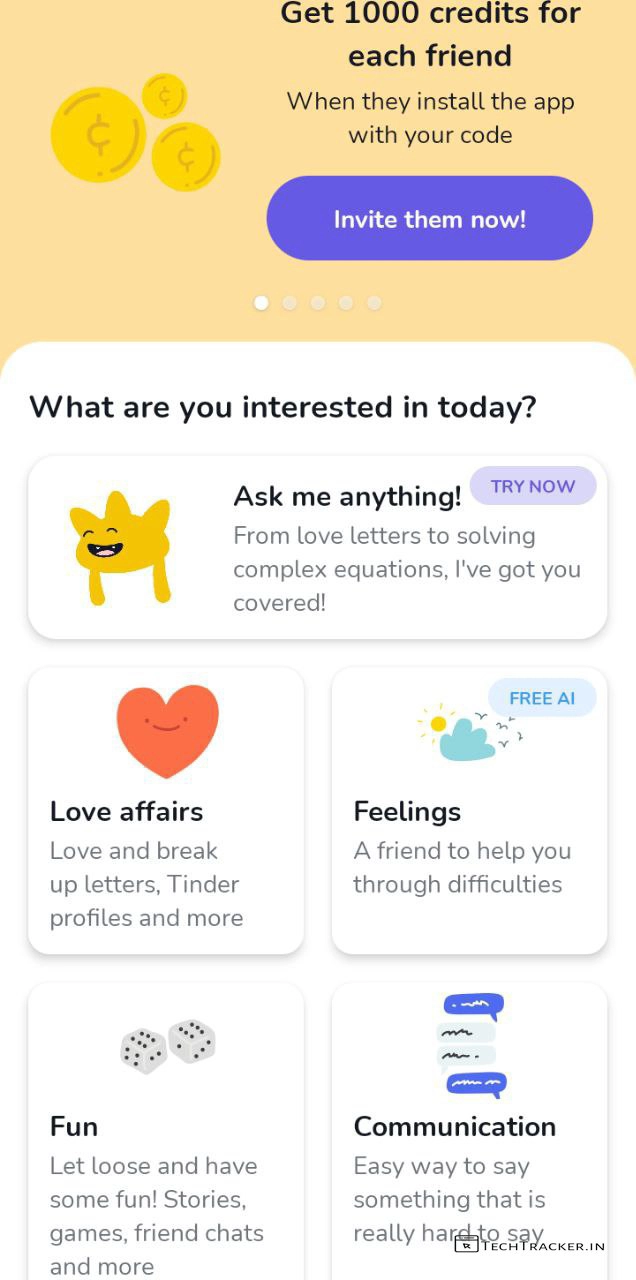 Get 1000 credits for
each friend
When they install the app
with your code
Invite them now!
What are you interested in today?
Ask me anything!
TRY NOW
From love letters to solving
complex equations, I've got you
covered!
Love affairs
Love and break
up letters, Tinder
profiles and more
FREE AI
Feelings
A friend to help you
through difficulties
Fun
Let loose and have
some fun! Stories,
games, friend chats
and more
Communication
Easy way to say
something that is
really hard to say
TECHTRACKER.IN